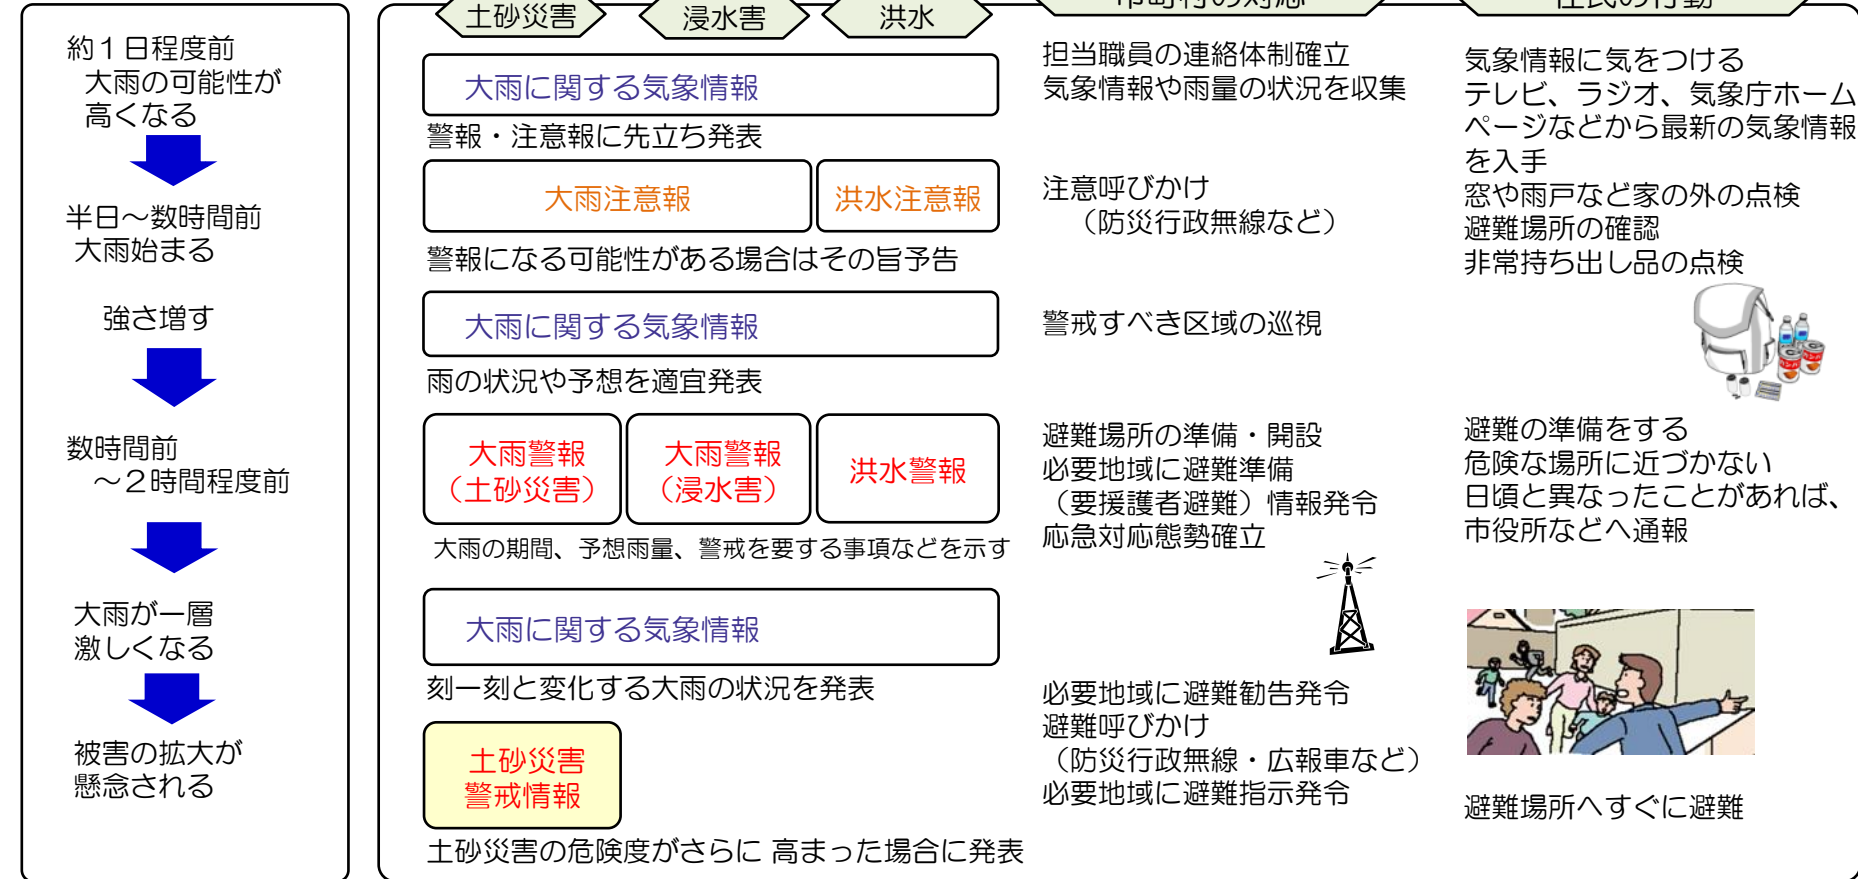 土砂災害
浸水害
洪水
市町村の対応
住民の行動
約１日程度前
大雨の可能性が
高くなる
半日～数時間前
大雨始まる
強さ増す
数時間前
～２時間程度前
大雨が一層
激しくなる
被害の拡大が
懸念される
大雨に関する気象情報
警報・注意報に先立ち発表
大雨注意報
洪水注意報
警報になる可能性がある場合はその旨予告
大雨に関する気象情報
雨の状況や予想を適宜発表
大雨警報
（土砂災害）
大雨警報
（浸水害）
洪水警報
大雨の期間、予想雨量、警戒を要する事項などを示す
大雨に関する気象情報
刻一刻と変化する大雨の状況を発表
土砂災害
警戒情報
土砂災害の危険度がさらに 高まった場合に発表
担当職員の連絡体制確立
気象情報や雨量の状況を収集
注意呼びかけ
（防災行政無線など）
警戒すべき区域の巡視
避難場所の準備・開設
必要地域に避難準備
（要援護者避難）情報発令
応急対応態勢確立
必要地域に避難勧告発令
避難呼びかけ
（防災行政無線・広報車など）
必要地域に避難指示発令
気象情報に気をつける
テレビ、ラジオ、気象庁ホーム
ページなどから最新の気象情報
を入手
窓や雨戸など家の外の点検
避難場所の確認
非常持ち出し品の点検
避難の準備をする
危険な場所に近づかない
日頃と異なったことがあれば、
市役所などへ通報
避難場所へすぐに避難